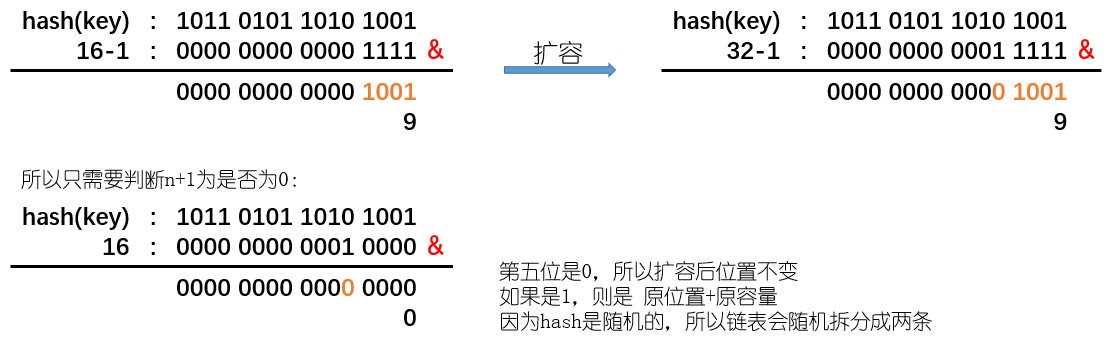 hash(key) : 1011 0101 1010 1001
16-1 : 0000 0000 0000 1111 &
0000 0000 0000 1001
9
扩容
hash(key) : 1011 0101 1010 1001
32-1 : 0000 0000 0001 1111 &
0000 0000 0000 1001
9
所以只需要判断n+1为是否为0:
hash(key) : 1011 0101 1010 1001
16 : 0000 0000 0001 0000 &
0000 0000 0000 0000
0
第五位是0，所以扩容后位置不变
如果是1，则是 原位置+原容量
因为hash是随机的，所以链表会随机拆分成两条